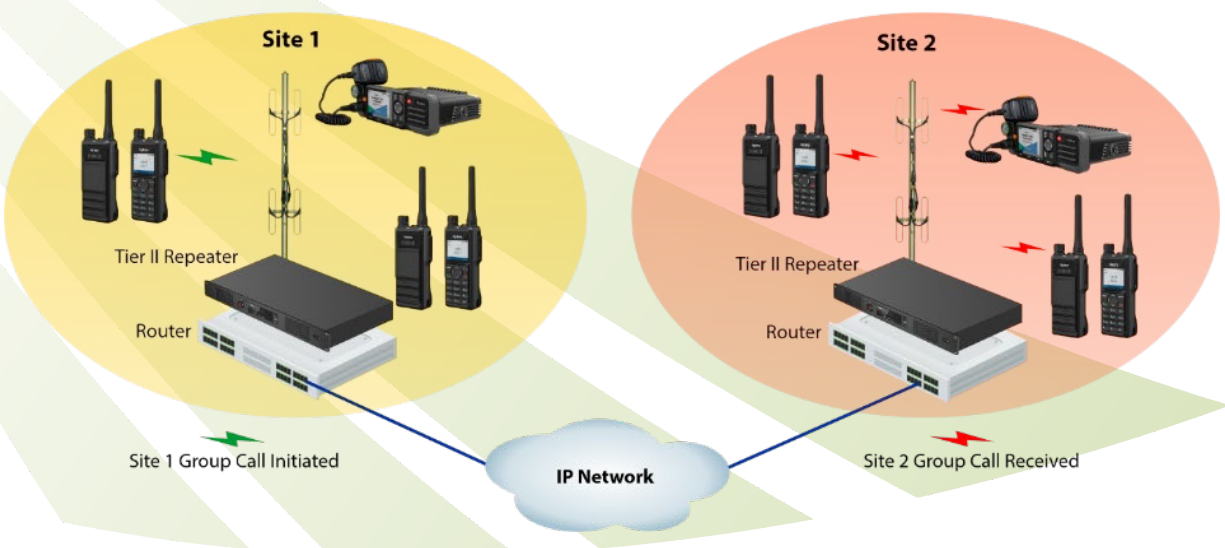 Site 1
Site 2
Tier II Repeater
Tier II Repeater
Router
Router
Site 1 Group Call Initiated
Site 2 Group Call Received
IP Network